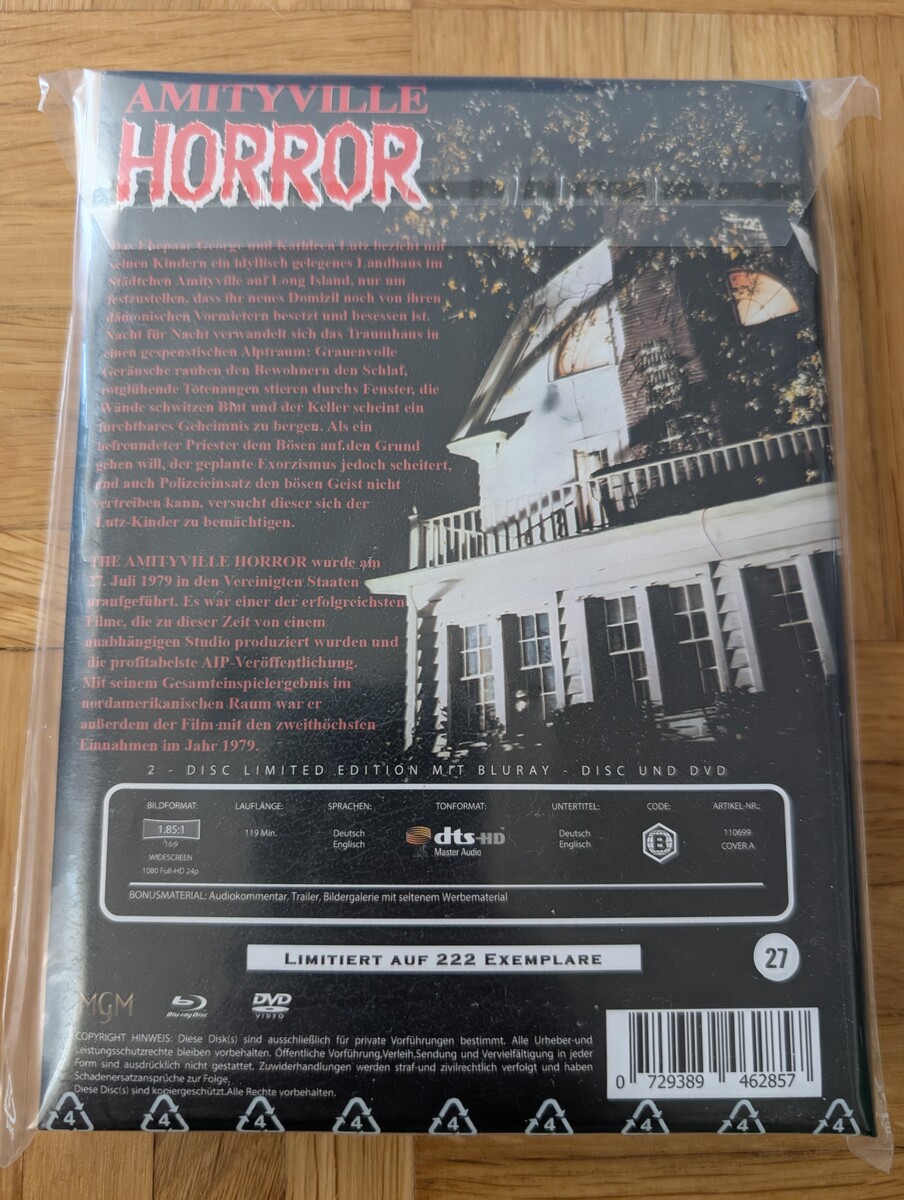 AMITYVILLE
HORROR
Das Ehepaar George und Kathleen Lutz bezieht mit
seinen Kindern ein idyllisch gelegenes Landhaus im
Städtchen Amityville auf Long Island, nur um
festzustellen, dass ihr neues Domizil noch von ihren
dämonischen Vormietern besetzt und besessen ist.
Nacht für Nacht verwandelt sich das Traumhaus in
einen gespenstischen Alptraum: Grauenvolle
Geräusche rauben den Bewohnern den Schlaf,
rotglühende Totenaugen stieren durchs Fenster, die
Wände schwitzen Blut und der Keller scheint ein
furchtbares Geheimnis zu bergen. Als ein
befreundeter Priester dem Bösen auf den Grund
gehen will, der geplante Exorzismus jedoch scheitert,
und auch Polizeieinsatz den bösen Geist nicht
vertreiben kann, versucht dieser sich der
Lutz-Kinder zu bemächtigen.
THE AMITYVILLE HORROR wurde am
27. Juli 1979 in den Vereinigten Staaten
uraufgeführt. Es war einer der erfolgreichsten
Filme, die zu dieser Zeit von einem
unabhängigen Studio produziert wurden und
die profitabelste AIP-Veröffentlichung.
Mit seinem Gesamteinspielergebnis im
nordamerikanischen Raum war er
außerdem der Film mit den zweithöchsten
Einnahmen im Jahr 1979.
2 - DISC LIMITED EDITION MIT BLURAY - DISC UND DVD
BILDFORMAT: LAUFLÄNGE: SPRACHEN: TONFORMAT: UNTERTITEL: CODE: ARTIKEL-NR.:
1.85:1 119 Min. Deutsch dts-HD Deutsch 110699
16:9 Englisch Master Audio Englisch COVER A
WIDESCREEN
1080 Full-HD 24p
BONUSMATERIAL: Audiokommentar, Trailer, Bildergalerie mit seltenem Werbematerial
LIMITIERT AUF 222 EXEMPLARE
27
MGM Blu-ray Disc DVD VIDEO
COPYRIGHT HINWEIS: Diese Disk(s) sind ausschließlich für private Vorführungen bestimmt. Alle Urheber-und
Leistungsschutzrechte bleiben vorbehalten. Öffentliche Vorführung,Verleih,Sendung und Vervielfältigung in jeder
Form sind ausdrücklich nicht gestattet. Zuwiderhandlungen werden straf-und zivilrechtlich verfolgt und haben
Schadenersatzansprüche zur Folge.
Diese Disc(s) sind kopiergeschützt.Alle Rechte vorbehalten.
0 729389 462857
4 4 4 4 4 4 4 4 4